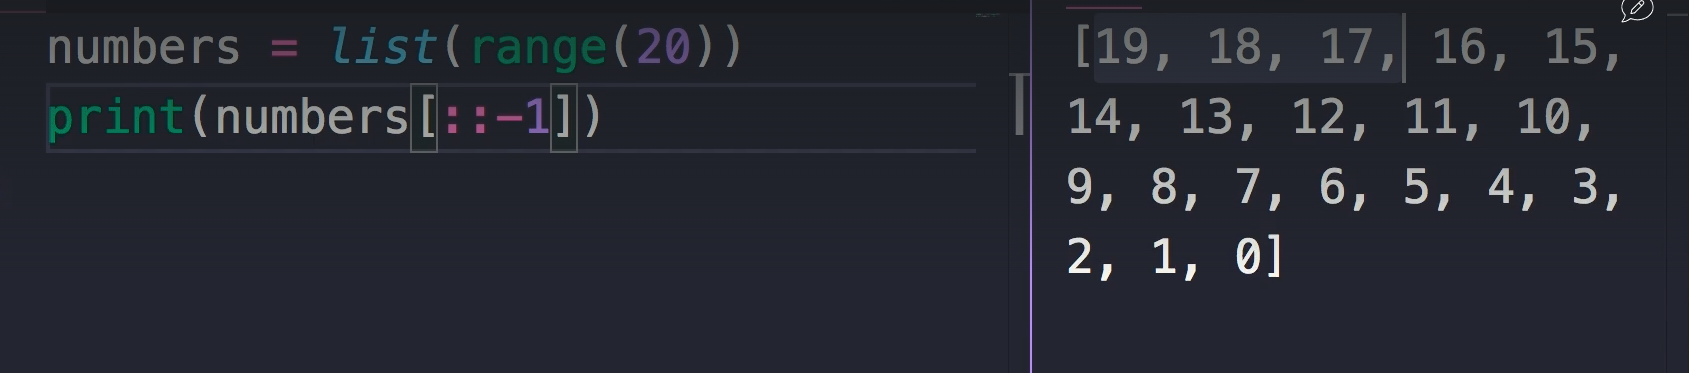 numbers = list(range(20))
print(numbers[::-1])
[19, 18, 17, 16, 15,
14, 13, 12, 11, 10,
9, 8, 7, 6, 5, 4, 3,
2, 1, 0]